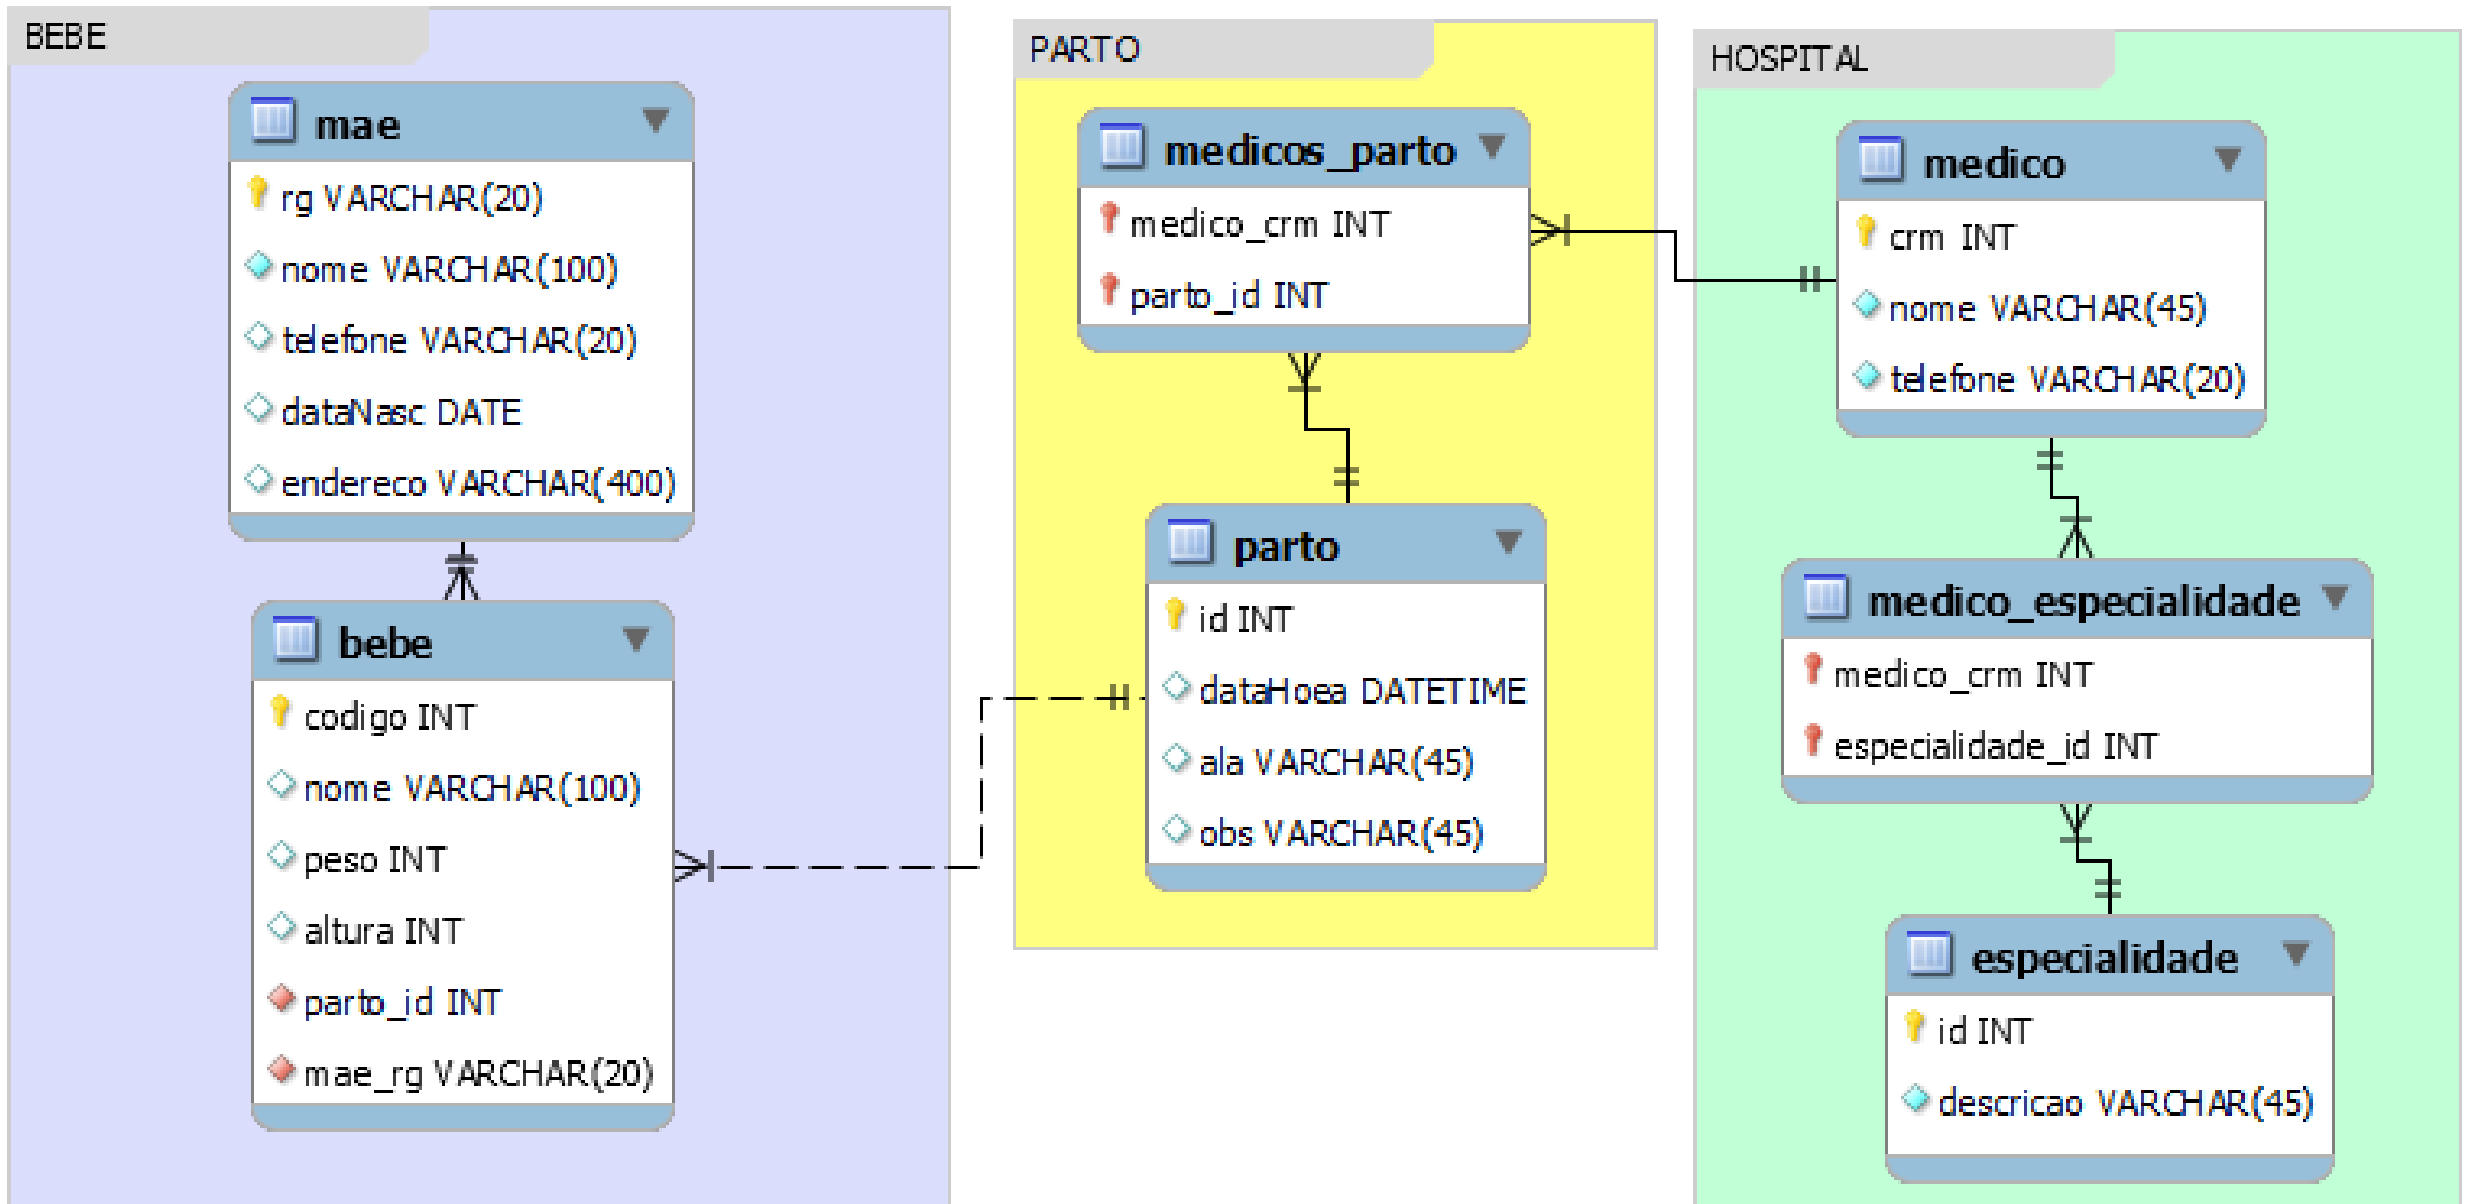 BEBE
mae
rg VARCHAR(20)
nome VARCHAR(100)
telefone VARCHAR(20)
dataNasc DATE
endereco VARCHAR(400)
bebe
codigo INT
nome VARCHAR(100)
peso INT
altura INT
parto_id INT
mae_rg VARCHAR(20)
PARTO
medicos_parto
medico_crm INT
parto_id INT
parto
id INT
dataHoea DATETIME
ala VARCHAR(45)
obs VARCHAR(45)
HOSPITAL
medico
crm INT
nome VARCHAR(45)
telefone VARCHAR(20)
medico_especialidade
medico_crm INT
especialidade_id INT
especialidade
id INT
descricao VARCHAR(45)